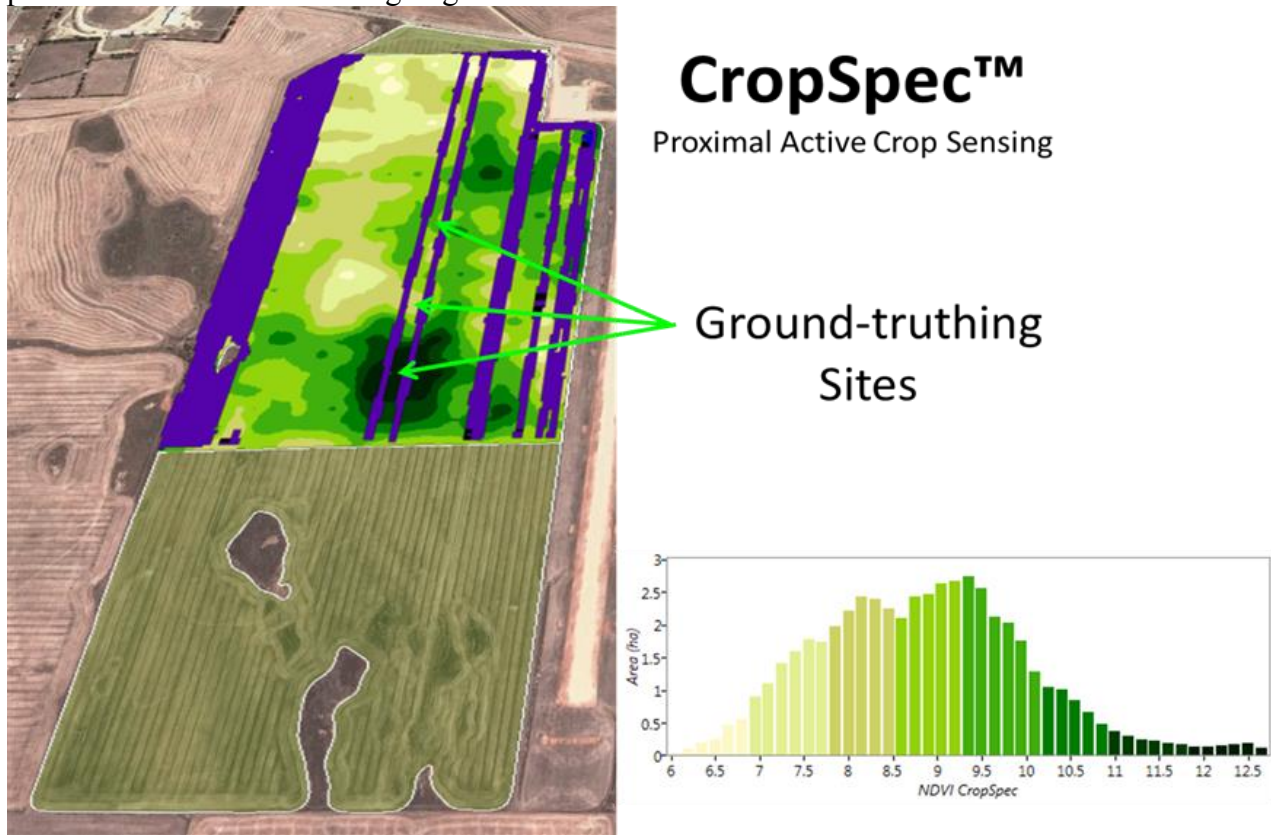 CropSpec™
Proximal Active Crop Sensing
Ground-truthing
Sites
3
2.5
2
1.5
1
0.5
0
Area (ha)
6 6.5 7 7.5 8 8.5 9 9.5 10 10.5 11 11.5 12 12.5
NDVI CropSpec